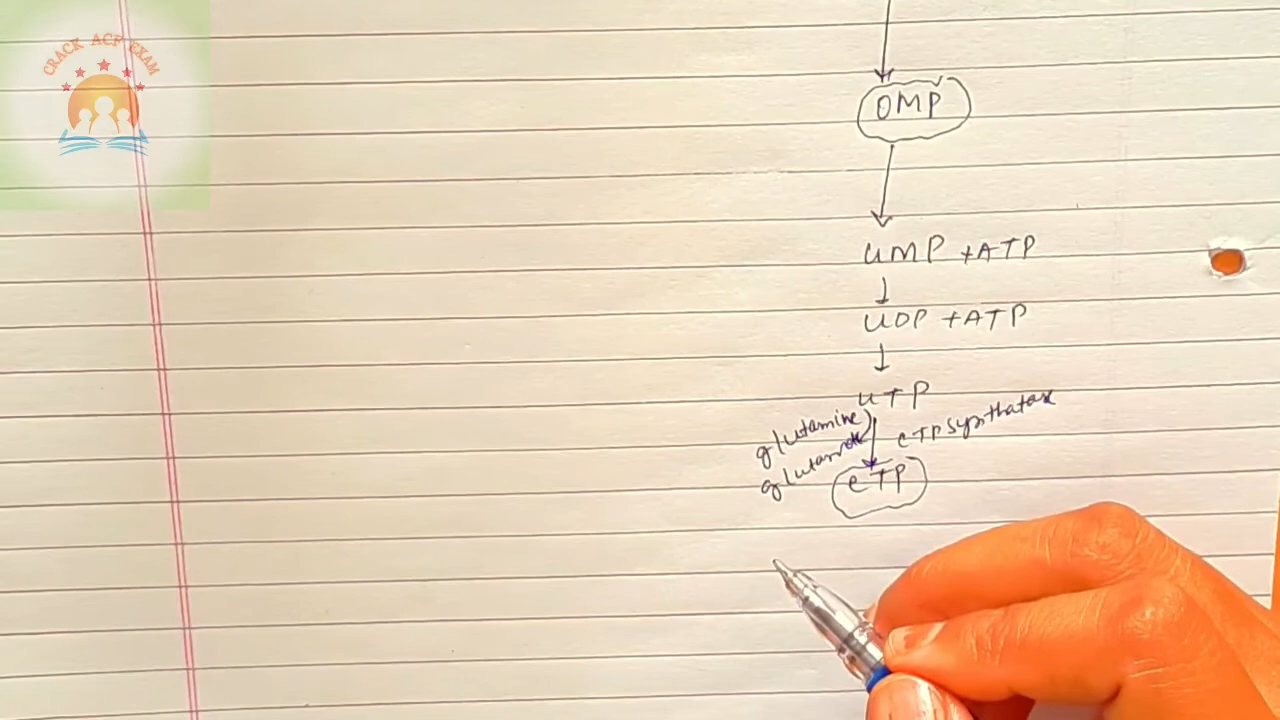 CRACK ACP EXAM
OMP
UMP + ATP
UDP + ATP
UTP
glutamine
CTP synthatase
glutamate
CTP